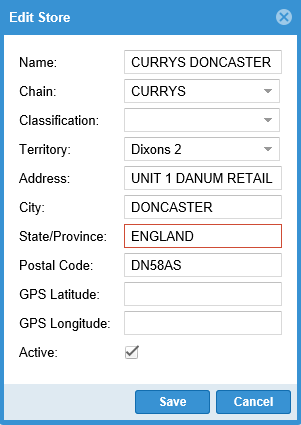 Edit Store
Name: CURRYS DONCASTER
Chain: CURRYS
Classification:
Territory: Dixons 2
Address: UNIT 1 DANUM RETAIL
City: DONCASTER
State/Province: ENGLAND
Postal Code: DN58AS
GPS Latitude:
GPS Longitude:
Active:
Save Cancel